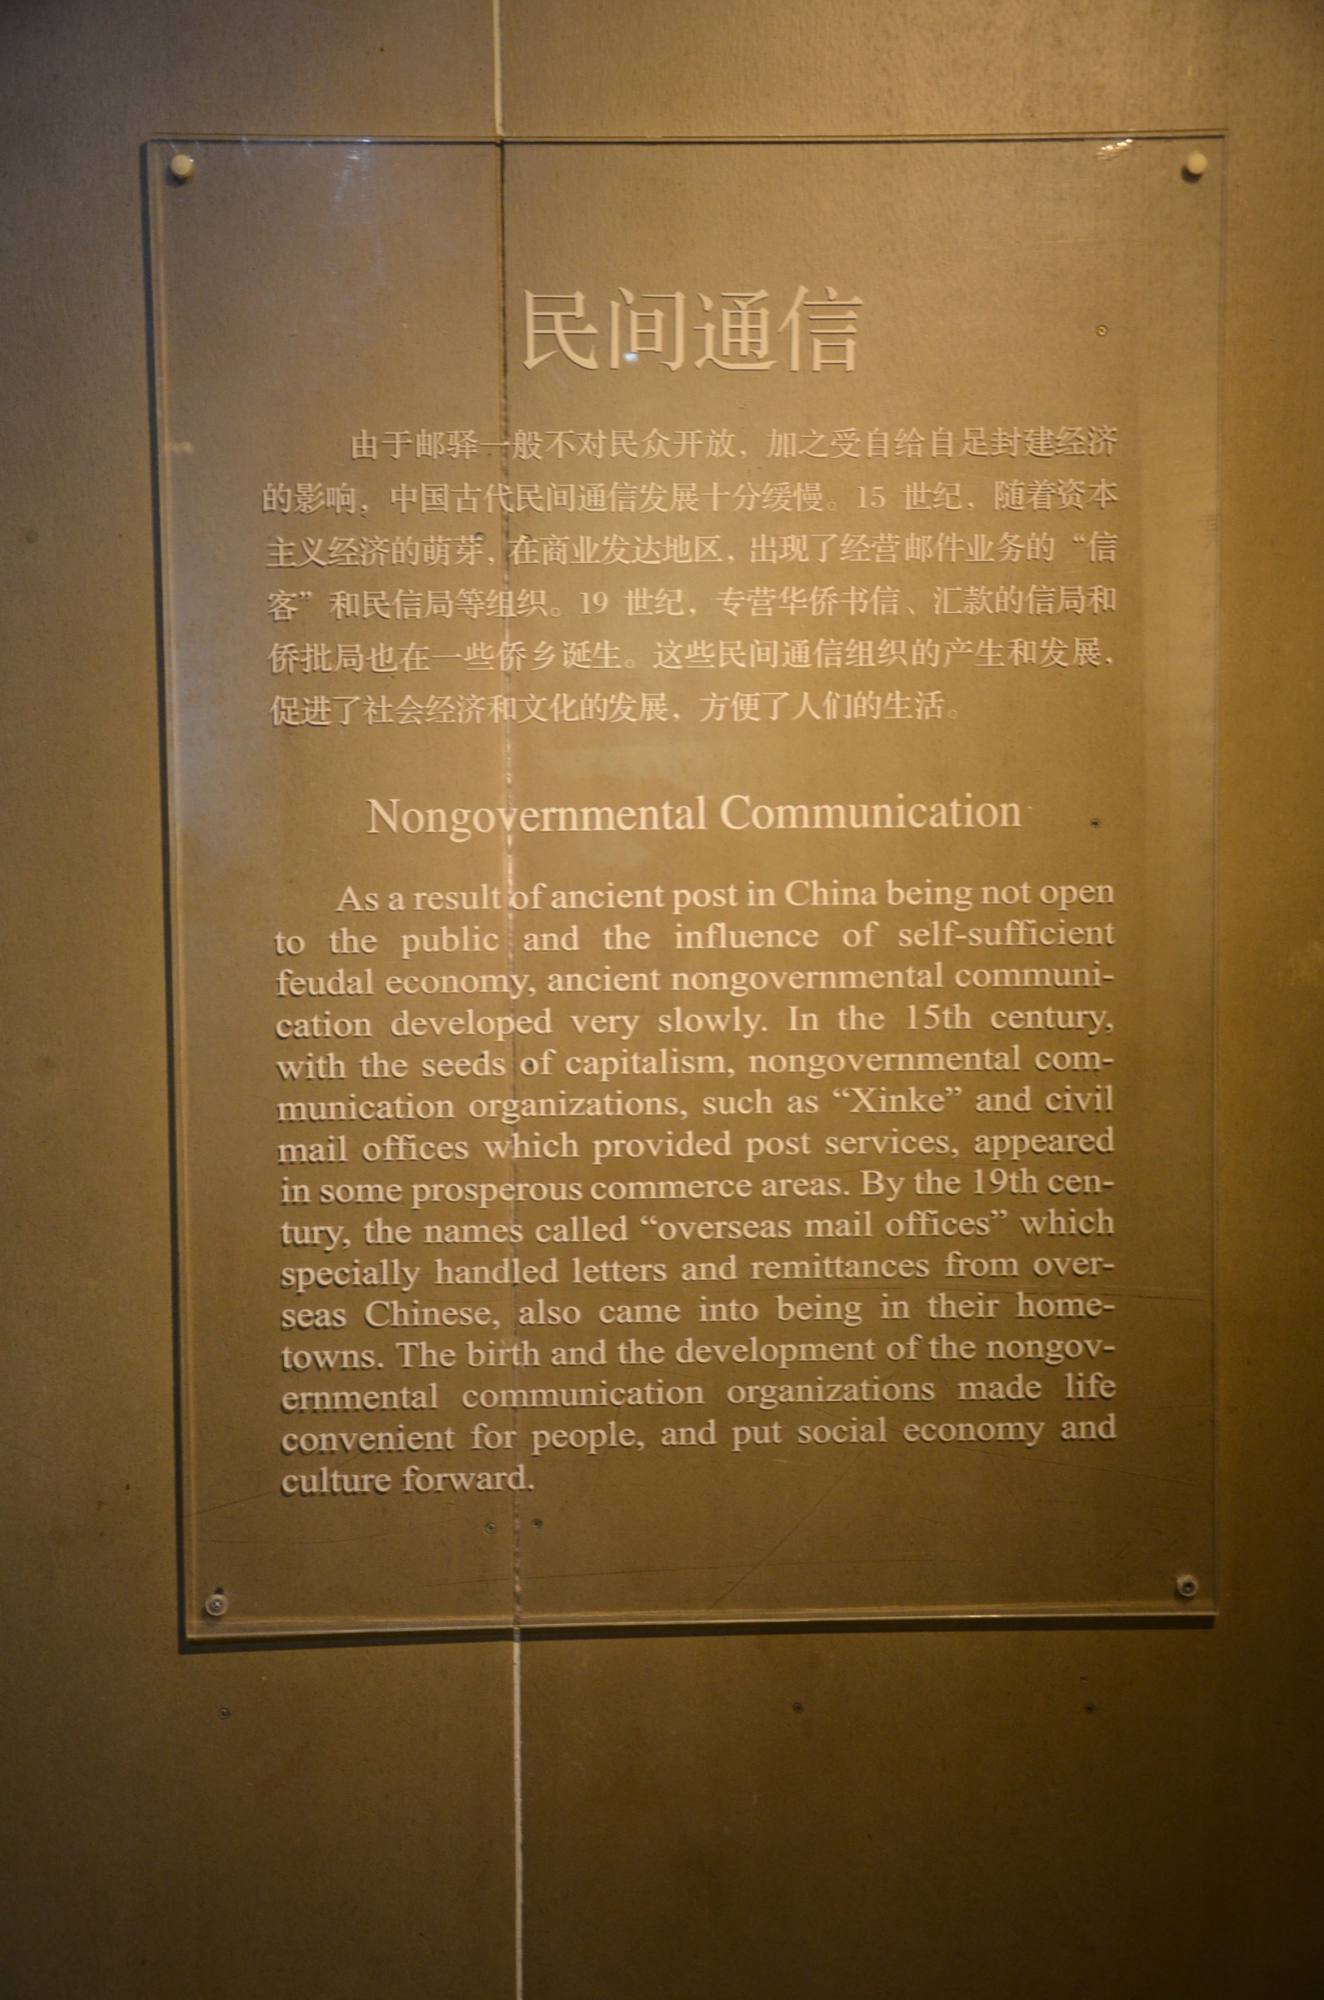 民间通信
由于邮驿一般不对民众开放，加之受自给自足封建经济
的影响，中国古代民间通信发展十分缓慢。15 世纪，随着资本
主义经济的萌芽，在商业发达地区，出现了经营邮件业务的“信
客”和民信局等组织。19 世纪，专营华侨书信、汇款的信局和
侨批局也在一些侨乡诞生。这些民间通信组织的产生和发展，
促进了社会经济和文化的发展，方便了人们的生活。
Nongovernmental Communication
As a result of ancient post in China being not open
to the public and the influence of self-sufficient
feudal economy, ancient nongovernmental communi-
cation developed very slowly. In the 15th century,
with the seeds of capitalism, nongovernmental com-
munication organizations, such as “Xinke” and civil
mail offices which provided post services, appeared
in some prosperous commerce areas. By the 19th cen-
tury, the names called “overseas mail offices” which
specially handled letters and remittances from over-
seas Chinese, also came into being in their home-
towns. The birth and the development of the nongov-
ernmental communication organizations made life
convenient for people, and put social economy and
culture forward.